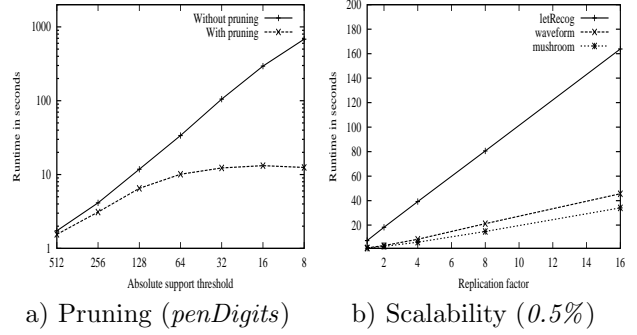 Runtime in seconds
1000
100
10
1
Without pruning
With pruning
512 256 128 64 32 16 8
Absolute support threshold
a) Pruning (penDigits)
Runtime in seconds
200
180
160
140
120
100
80
60
40
20
letRecog
waveform
mushroom
2 4 6 8 10 12 14 16
Replication factor
b) Scalability (0.5%)